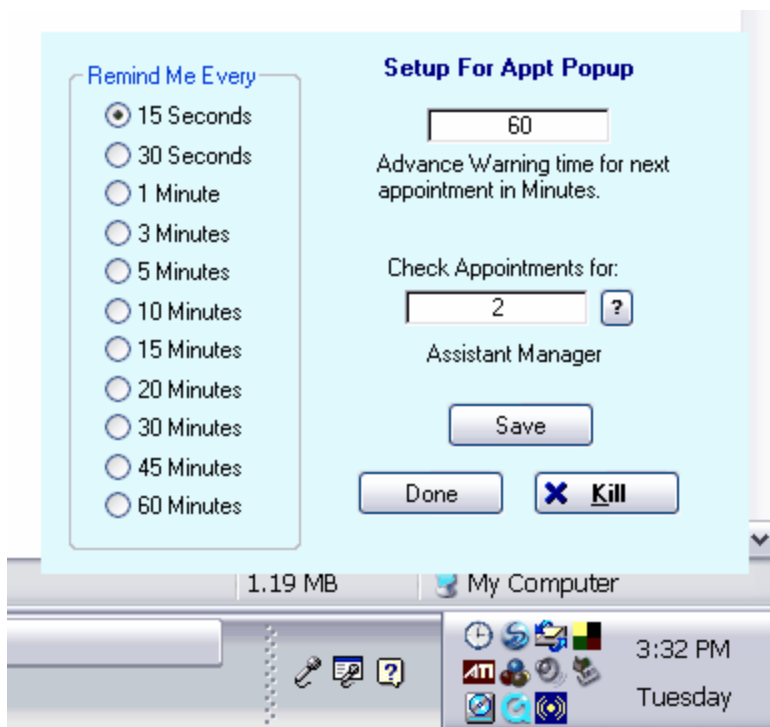 Remind Me Every
15 Seconds
30 Seconds
1 Minute
3 Minutes
5 Minutes
10 Minutes
15 Minutes
20 Minutes
30 Minutes
45 Minutes
60 Minutes
Setup For Appt Popup
60
Advance Warning time for next
appointment in Minutes.
Check Appointments for:
2
?
Assistant Manager
Save
Done
Kill
1.19 MB
My Computer
?
ATI
3:32 PM
Tuesday